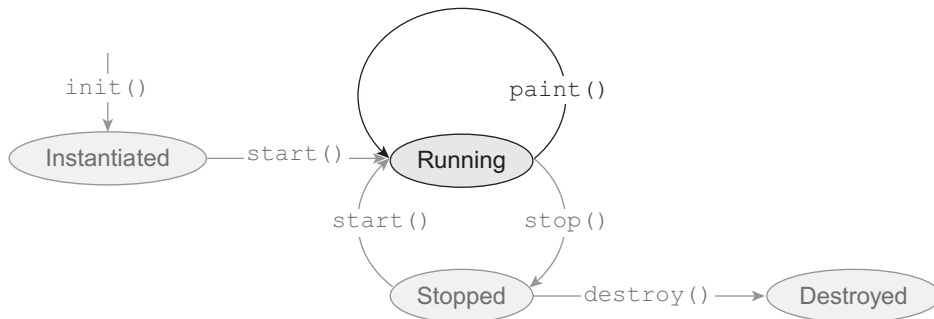 init()
paint()
Instantiated
start()
Running
start()
stop()
Stopped
destroy()
Destroyed